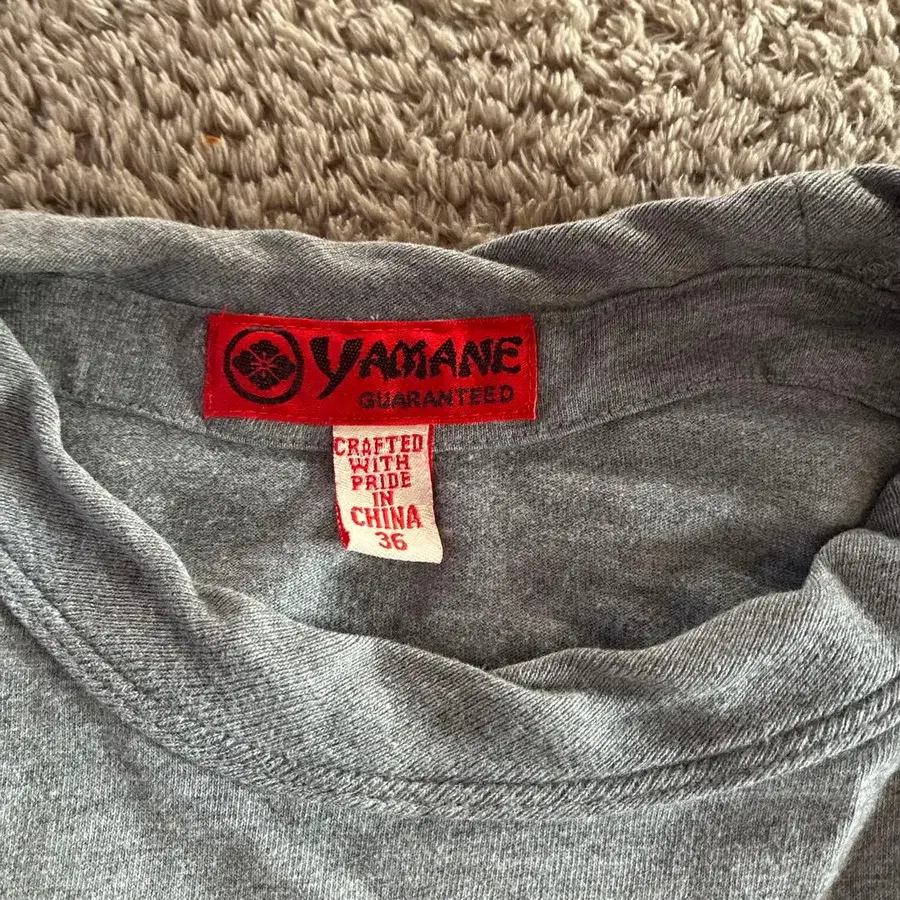 YAMANE
GUARANTEED
CRAFTED
WITH
PRIDE
IN
CHINA
36